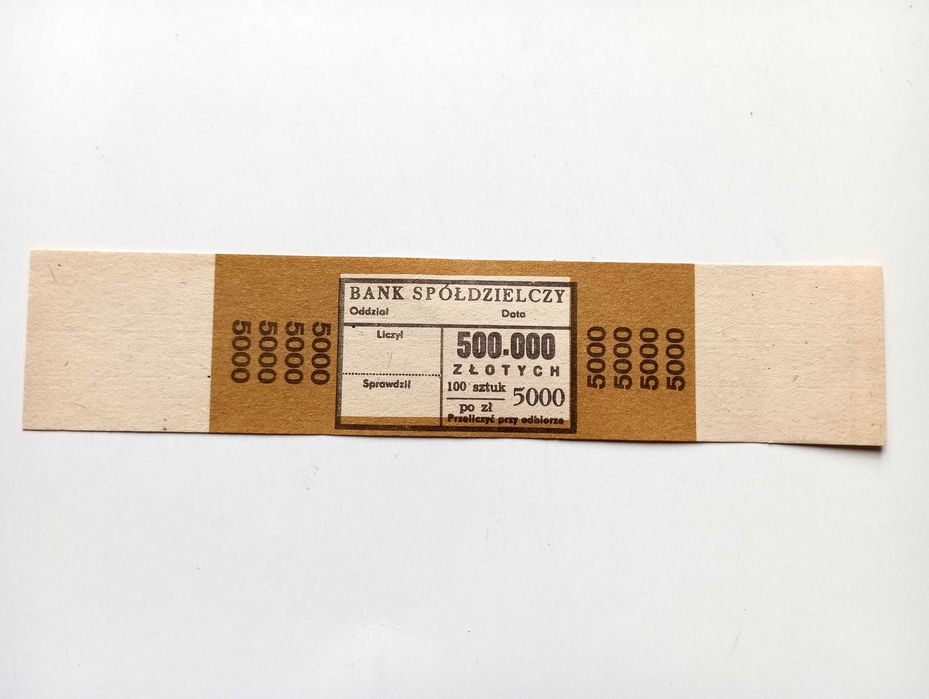 5000
5000
5000
5000
BANK SPÓŁDZIELCZY
Oddział Data
Liczył
Sprawdził
500.000
ZŁOTYCH
100 sztuk
po zł
5000
Przeliczyć przy odbiorze
5000
5000
5000
5000